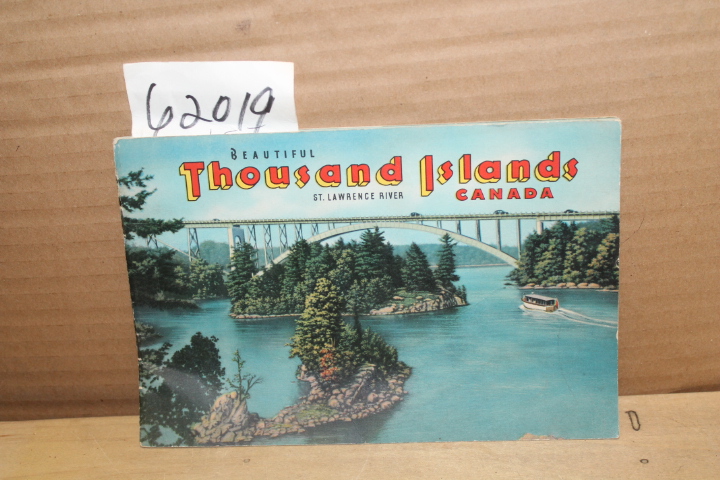 62019
BEAUTIFUL
Thousand Islands
ST. LAWRENCE RIVER CANADA
D